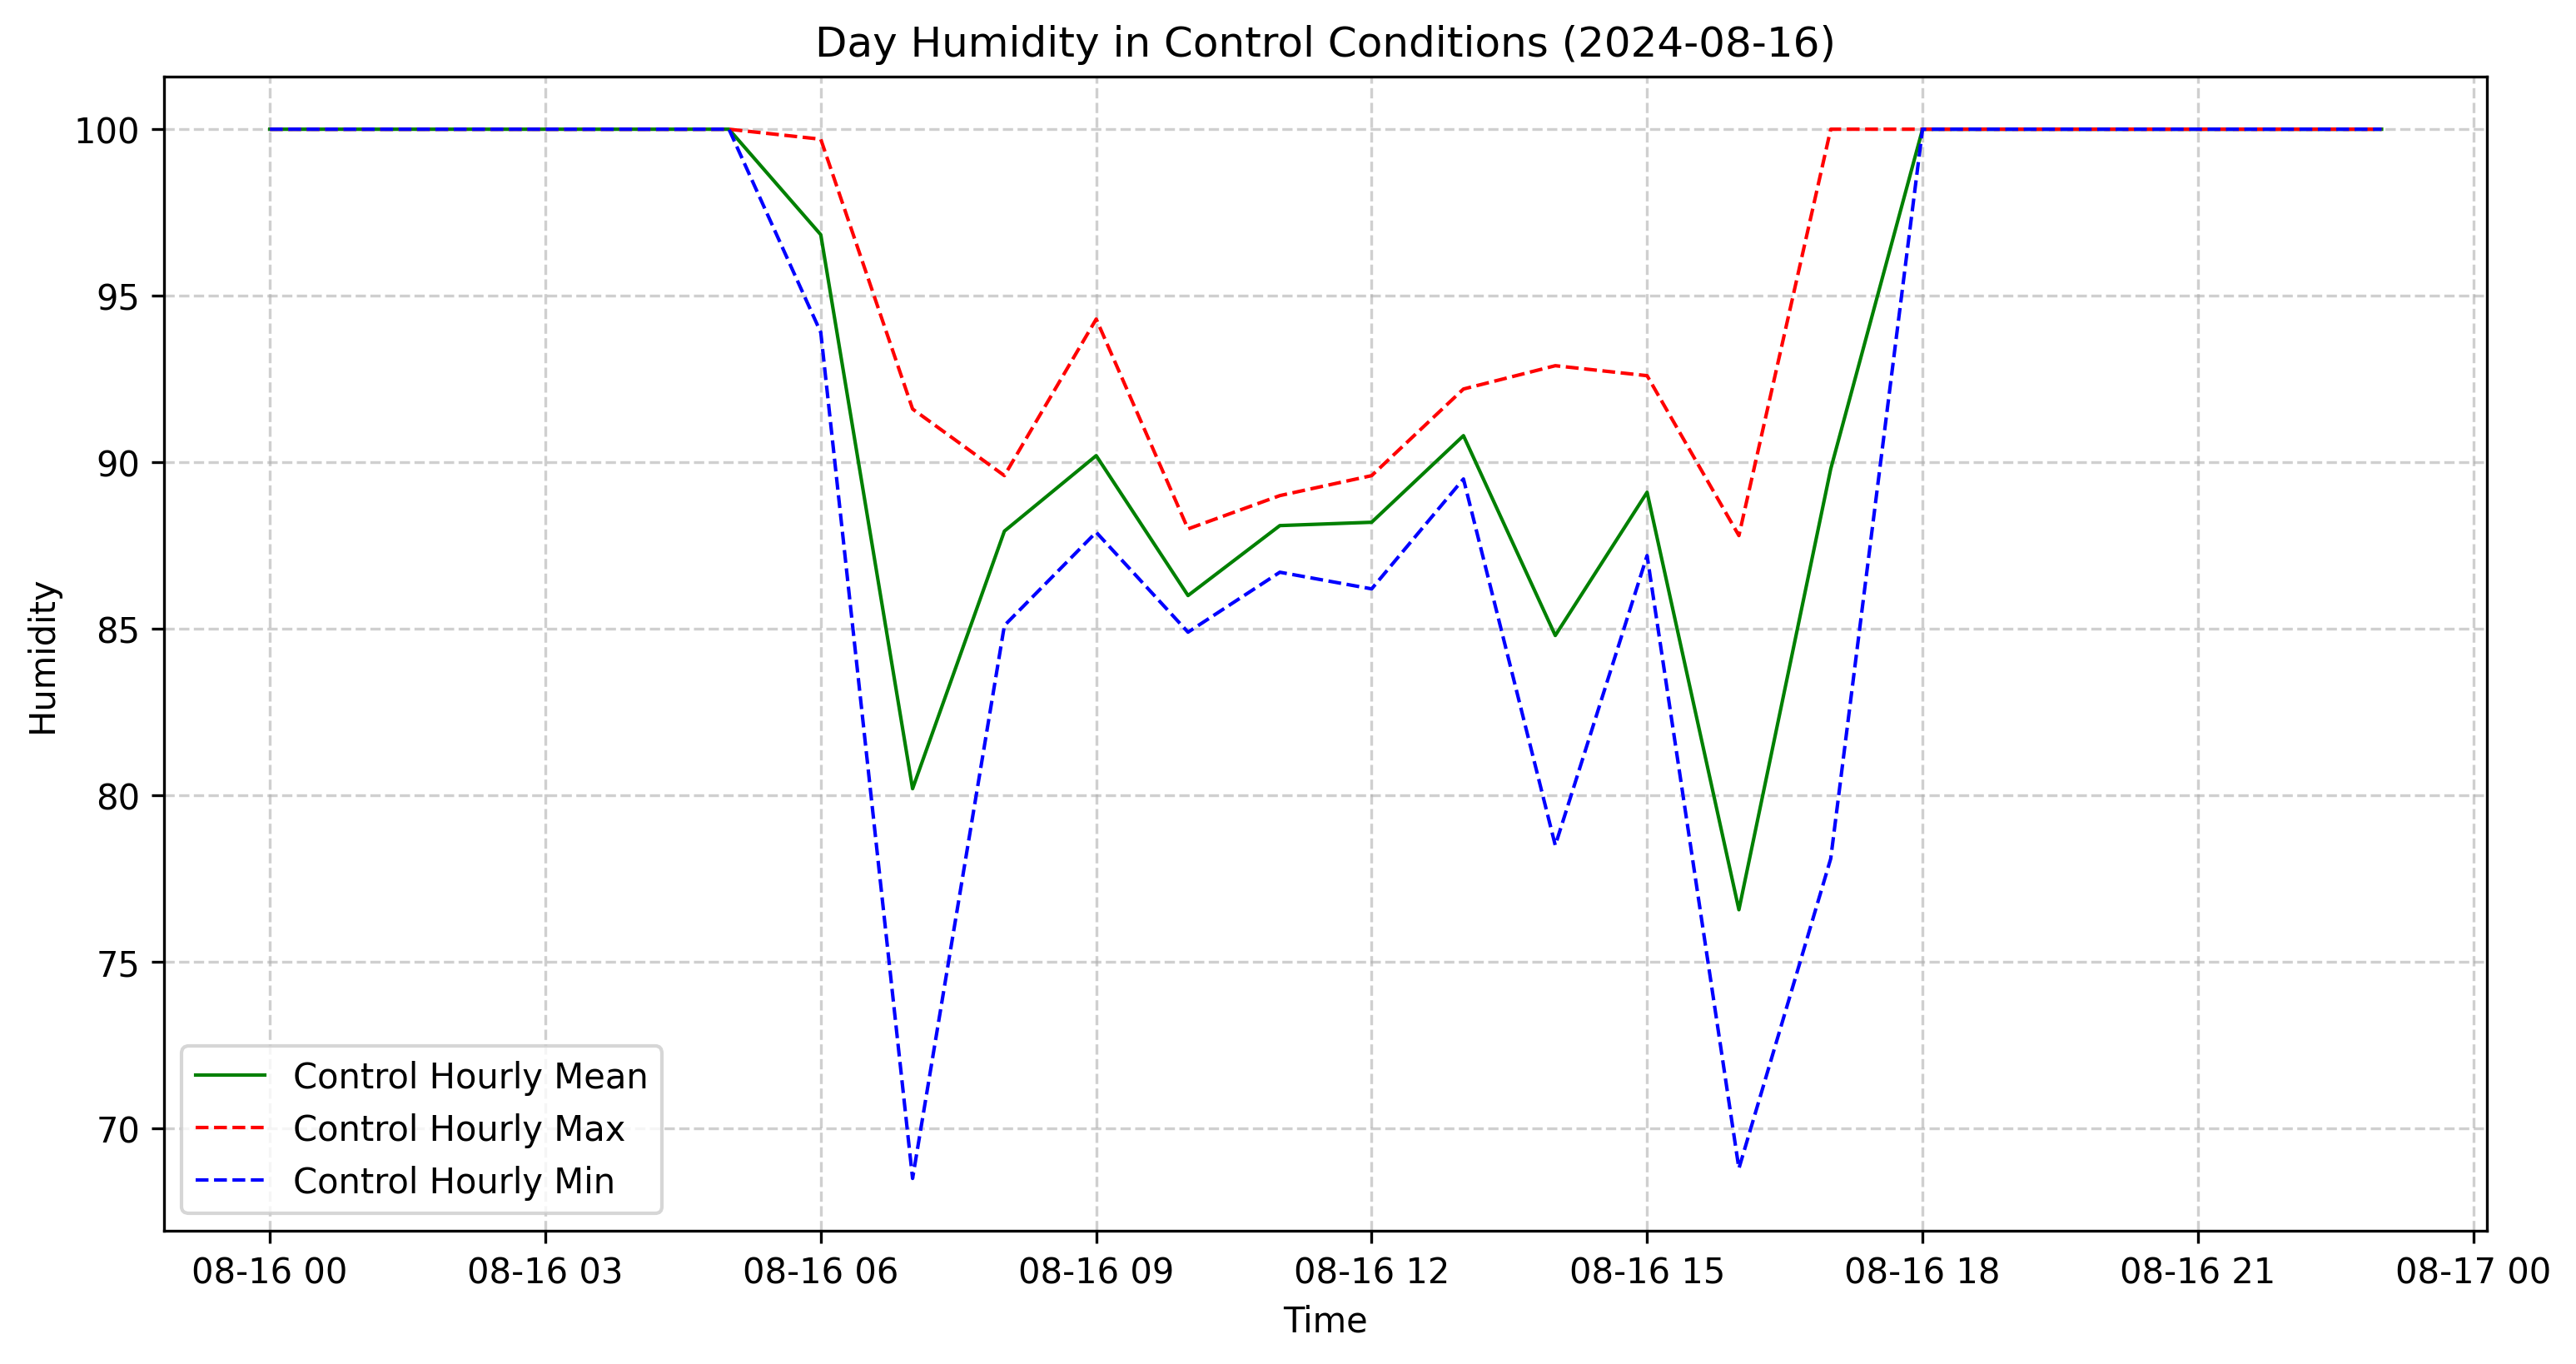 Day Humidity in Control Conditions (2024-08-16)
Humidity
100
95
90
85
80
75
70
Control Hourly Mean
Control Hourly Max
Control Hourly Min
08-16 00
08-16 03
08-16 06
08-16 09
08-16 12
08-16 15
08-16 18
08-16 21
08-17 00
Time